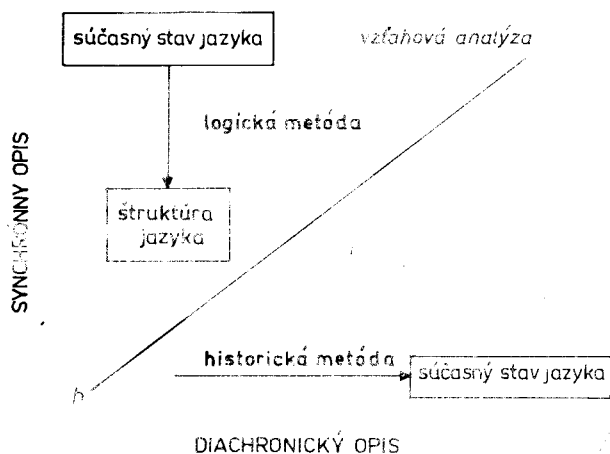 súčasný stav jazyka
vzťahová analýza
logická metóda
SYNCHRÓNNY OPIS
štruktúra
jazyka
historická metóda
súčasný stav jazyka
DIACHRONICKÝ OPIS